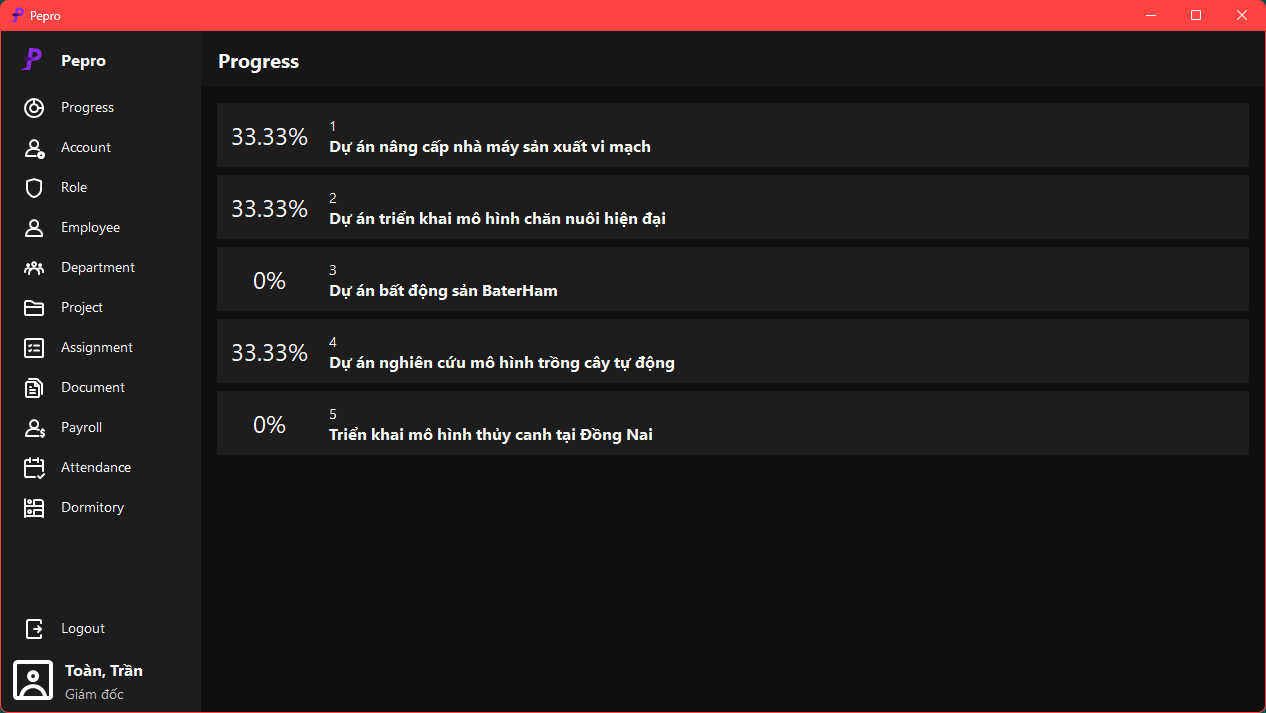 Pepro
Pepro
Progress
Account
Role
Employee
Department
Project
Assignment
Document
Payroll
Attendance
Dormitory
Logout
Toàn, Trần
Giám đốc
Progress
33.33%
1
Dự án nâng cấp nhà máy sản xuất vi mạch
33.33%
2
Dự án triển khai mô hình chăn nuôi hiện đại
0%
3
Dự án bất động sản BaterHam
33.33%
4
Dự án nghiên cứu mô hình trồng cây tự động
0%
5
Triển khai mô hình thủy canh tại Đồng Nai